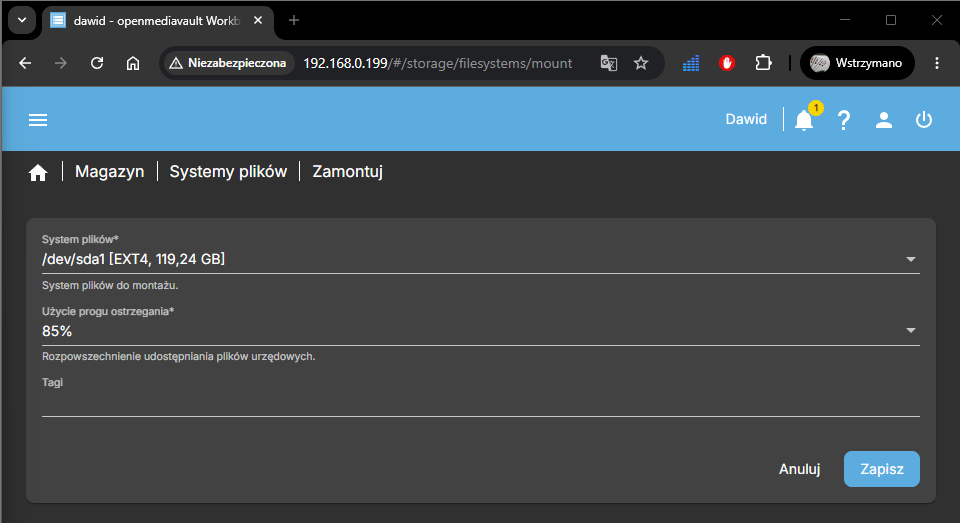 dawid - openmediavault Workb
Niezabezpieczona
192.168.0.199/#/storage/filesystems/mount
Wstrzymano
Dawid
1
Magazyn
Systemy plików
Zamontuj
System plików*
/dev/sda1 [EXT4, 119,24 GB]
System plików do montażu.
Użycie progu ostrzegania*
85%
Rozpowszechnienie udostępniania plików urzędowych.
Tagi
Anuluj
Zapisz